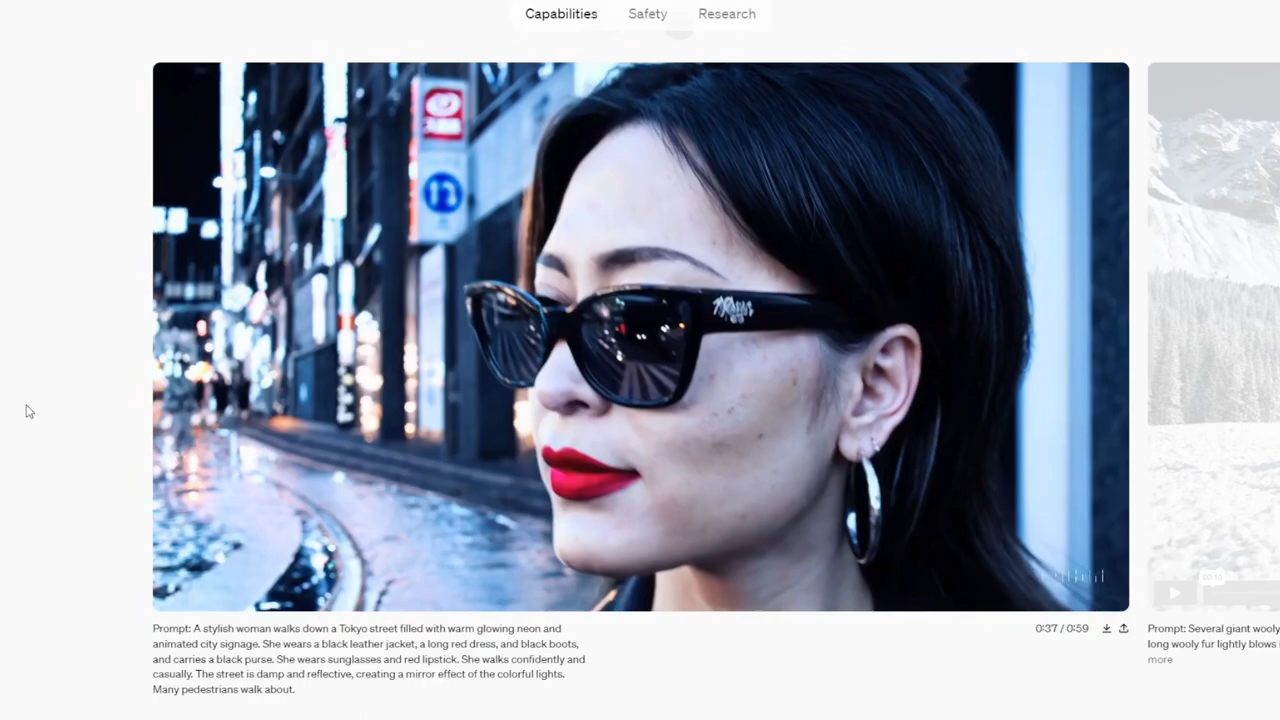 Capabilities
Safety
Research
Prompt: A stylish woman walks down a Tokyo street filled with warm glowing neon and
animated city signage. She wears a black leather jacket, a long red dress, and black boots,
and carries a black purse. She wears sunglasses and red lipstick. She walks confidently and
casually. The street is damp and reflective, creating a mirror effect of the colorful lights.
Many pedestrians walk about.
0:37 / 0:59
00:10
Prompt: Several giant wooly
long wooly fur lightly blows
more